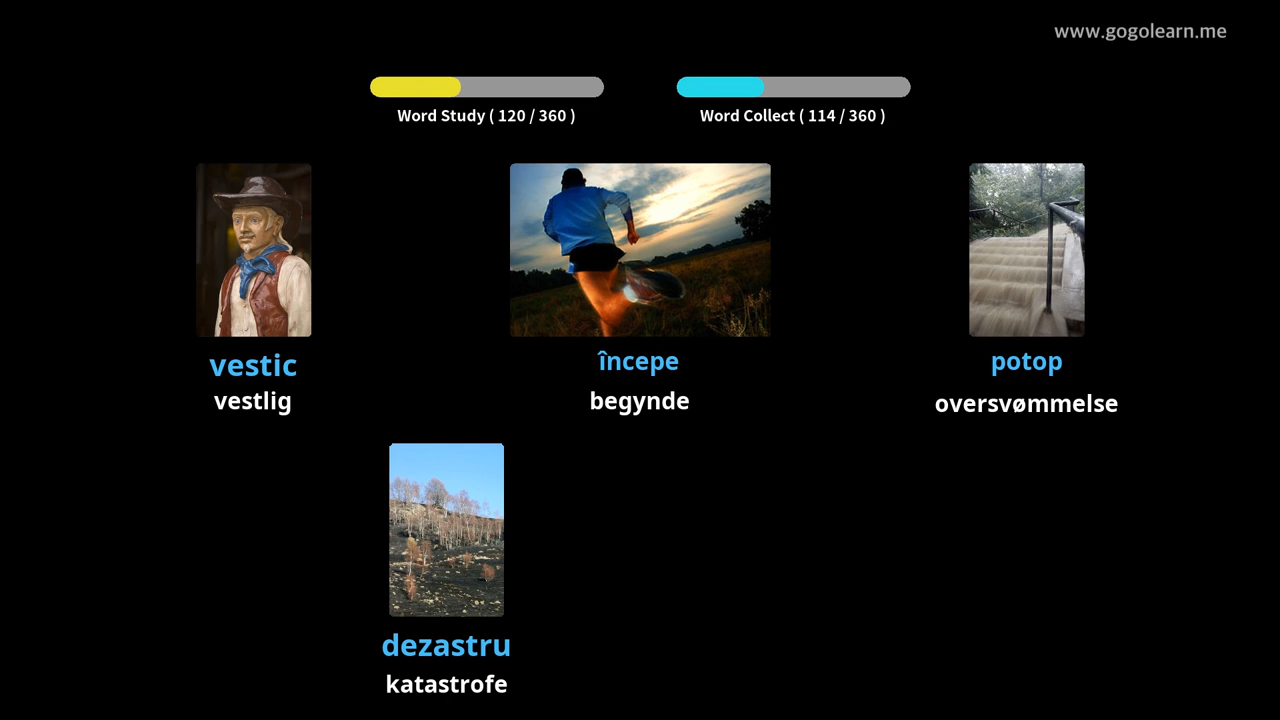 www.gogolearn.me
Word Study ( 120 / 360 )
Word Collect ( 114 / 360 )
vestic
vestlig
începe
begynde
potop
oversvømmelse
dezastru
katastrofe